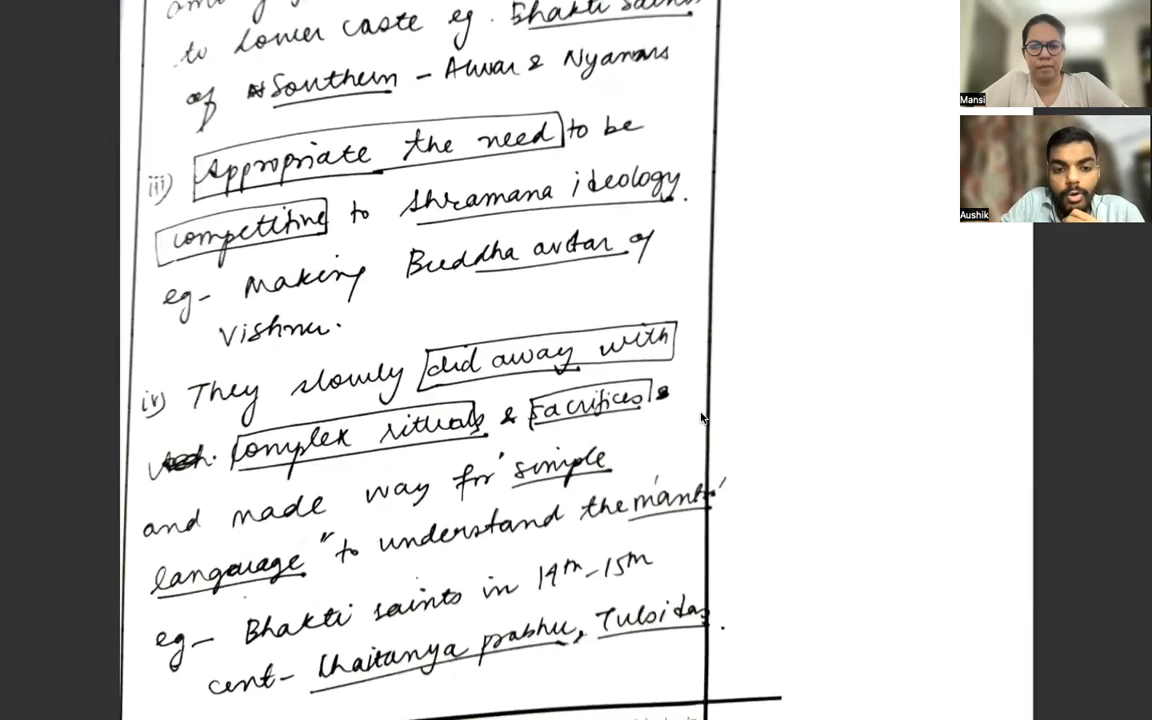 to lower caste eg. Bhakti saints
of Southern - Alvar & Nyanars
iii) Appropriate the need to be
competitive to Shramana ideology.
eg- Making Buddha avtar of
Vishnu.
iv) They slowly did away with
complex rituals & sacrifices
and made way for "simple
language" to understand the 'mantr'
eg- Bhakti saints in 14th-15th
cent- Chaitanya prabhu, Tulsidas.
Mansi
Aushik